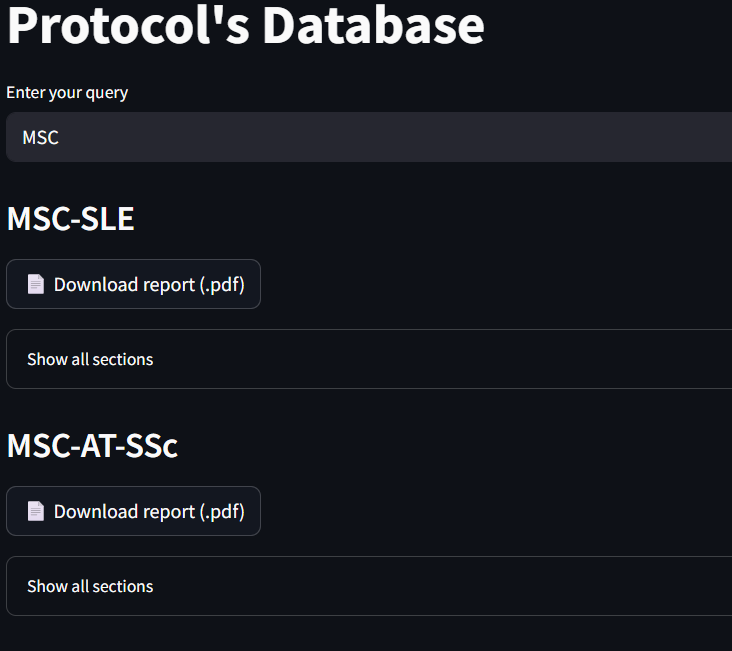 Protocol's Database
Enter your query
MSC
MSC-SLE
Download report (.pdf)
Show all sections
MSC-AT-SSc
Download report (.pdf)
Show all sections